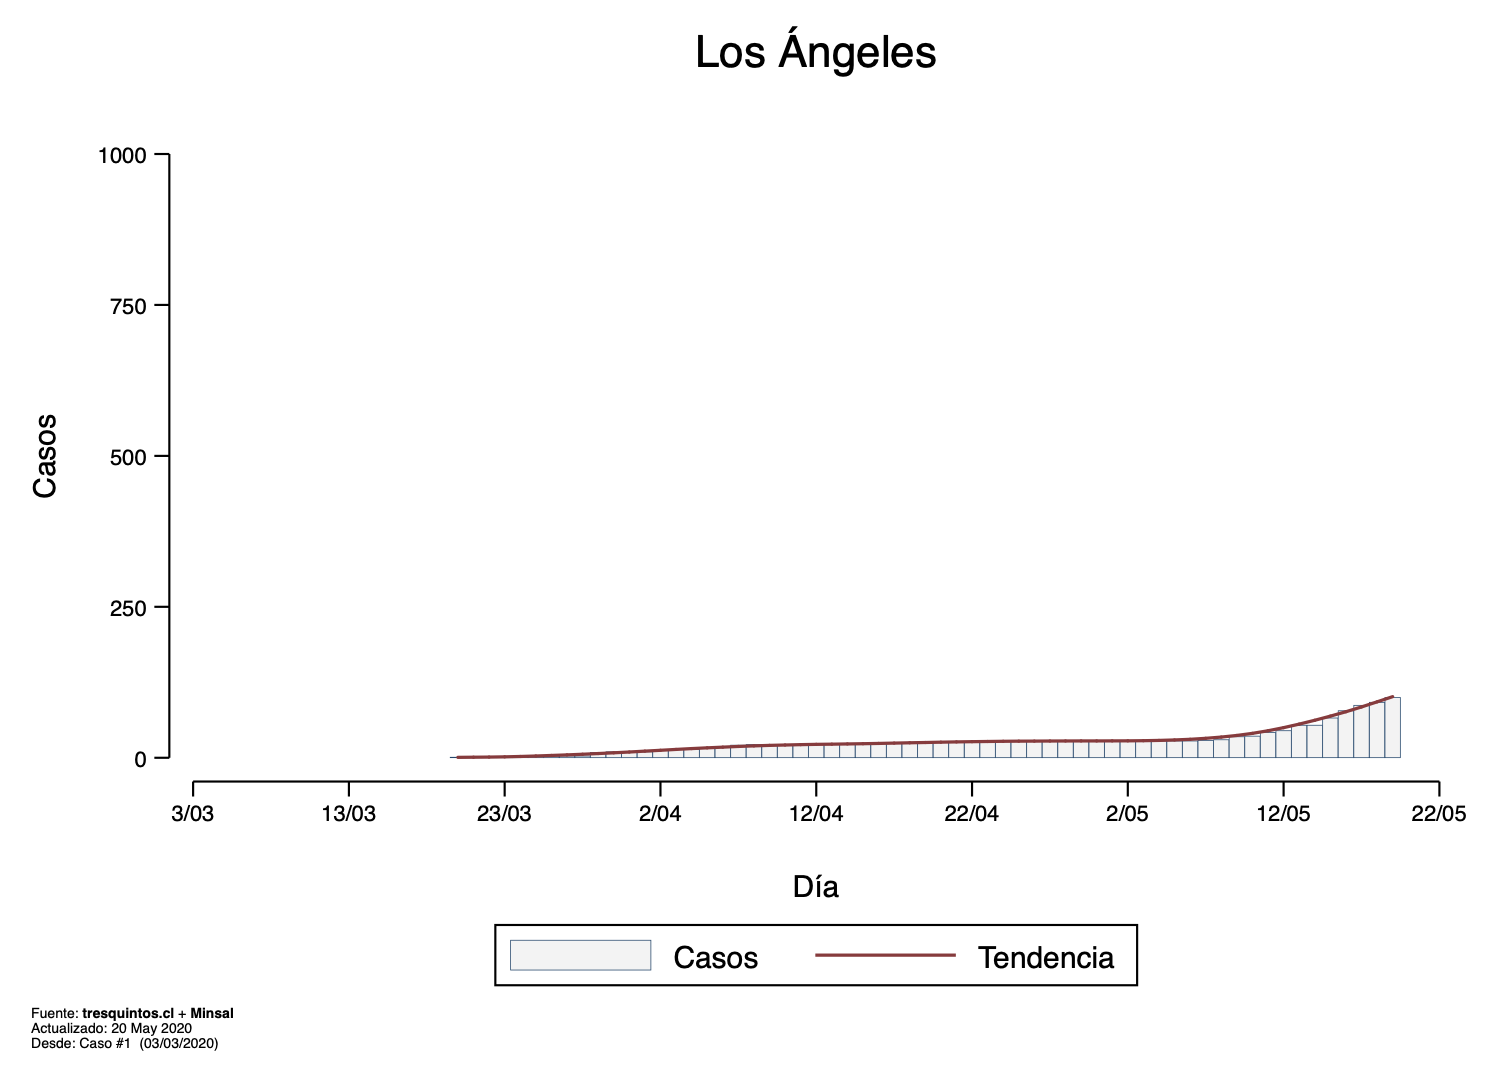 Los Ángeles
1000
750
500
250
0
Casos
3/03 13/03 23/03 2/04 12/04 22/04 2/05 12/05 22/05
Día
Casos Tendencia
Fuente: tresquintos.cl + Minsal
Actualizado: 20 May 2020
Desde: Caso #1 (03/03/2020)